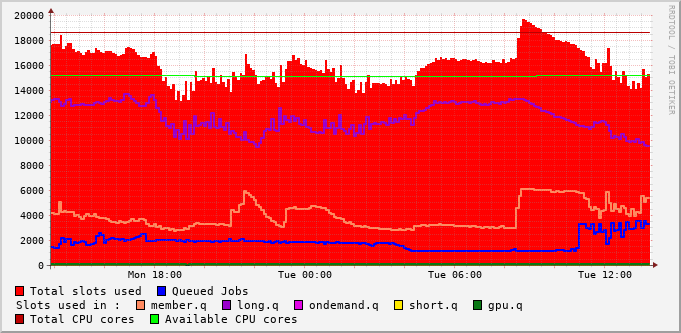 20000
18000
16000
14000
12000
10000
8000
6000
4000
2000
0
Mon 18:00 Tue 00:00 Tue 06:00 Tue 12:00
RRDTOOL / TOBI OETIKER
Total slots used Queued Jobs
Slots used in : member.q long.q ondemand.q short.q gpu.q
Total CPU cores Available CPU cores